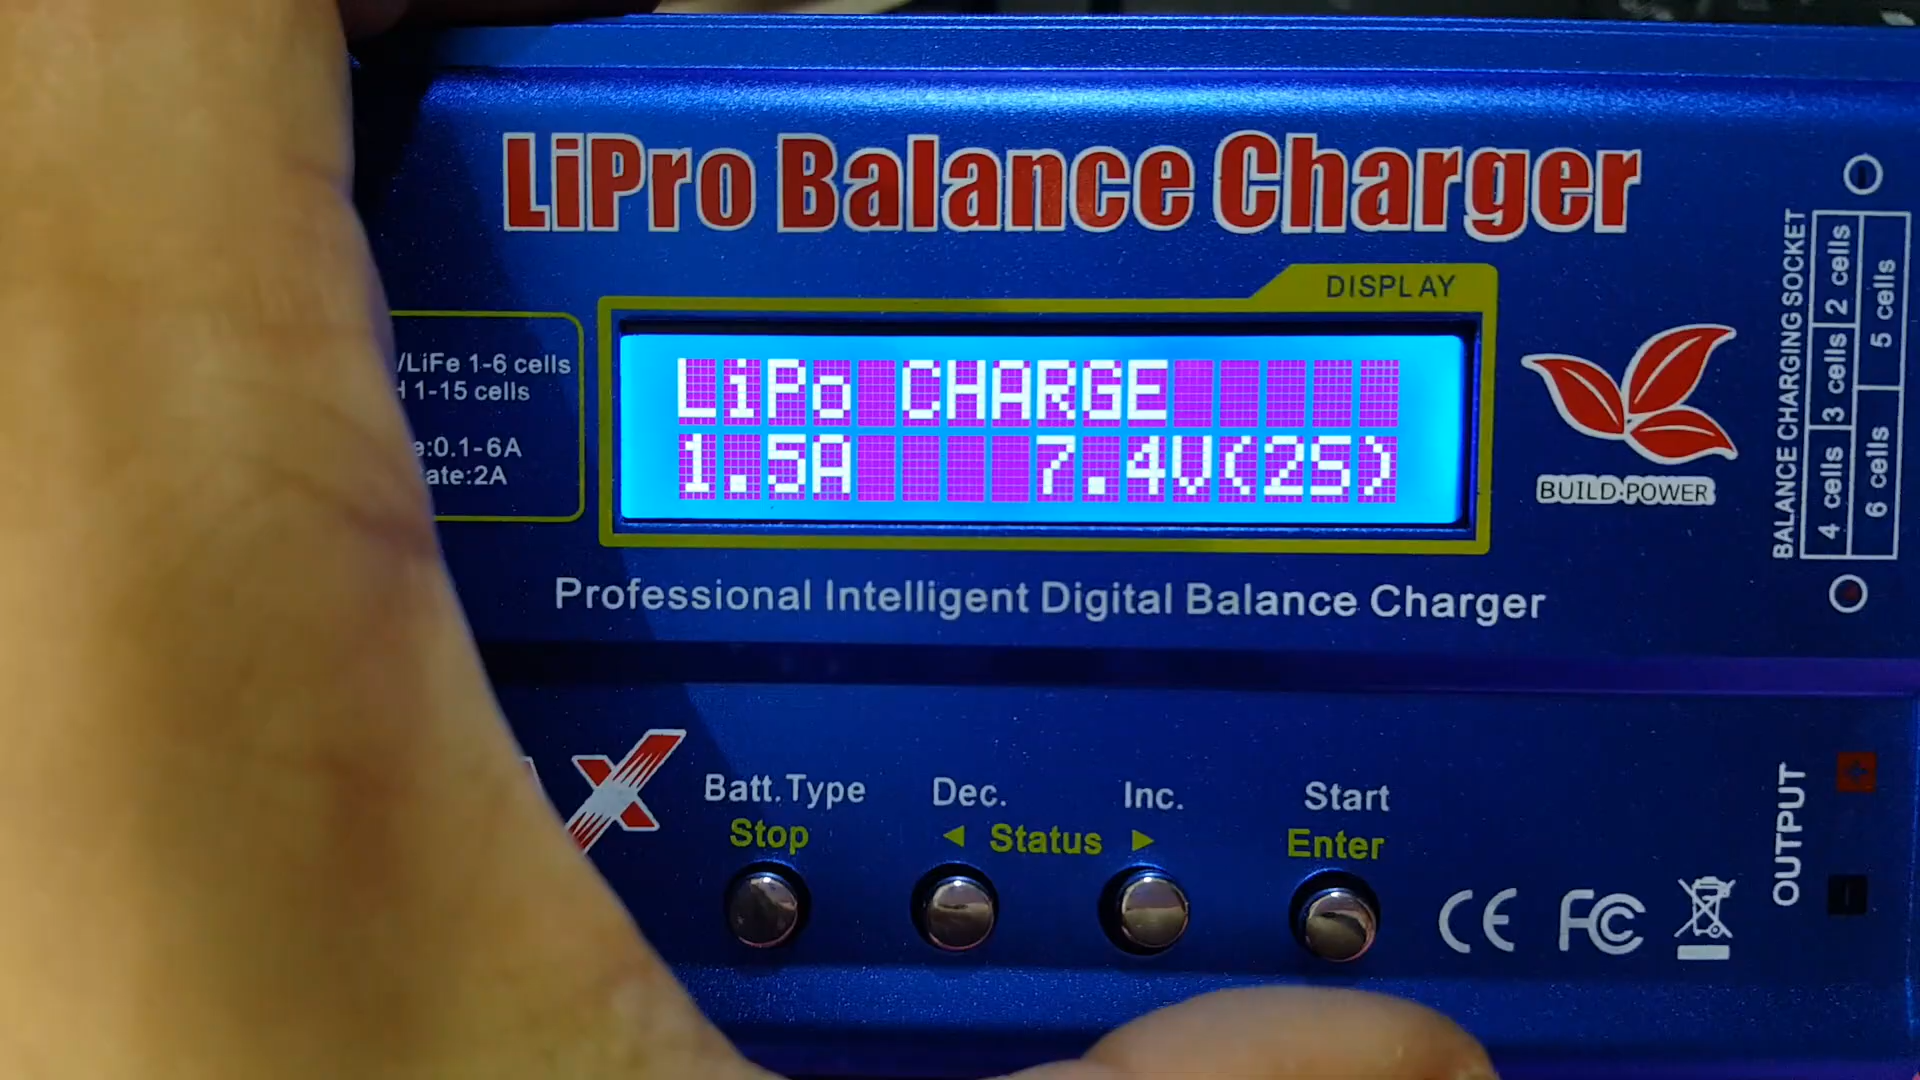 LiPro Balance Charger
DISPLAY
/LiFe 1-6 cells
1-15 cells
e:0.1-6A
ate:2A
LiPo CHARGE
1.5A 7.4V(2S)
BUILD·POWER
BALANCE CHARGING SOCKET
2 cells
3 cells
4 cells
5 cells
6 cells
Professional Intelligent Digital Balance Charger
X
Batt.Type
Stop
Dec.
Inc.
◄ Status ►
Start
Enter
CE FC
OUTPUT
+
-